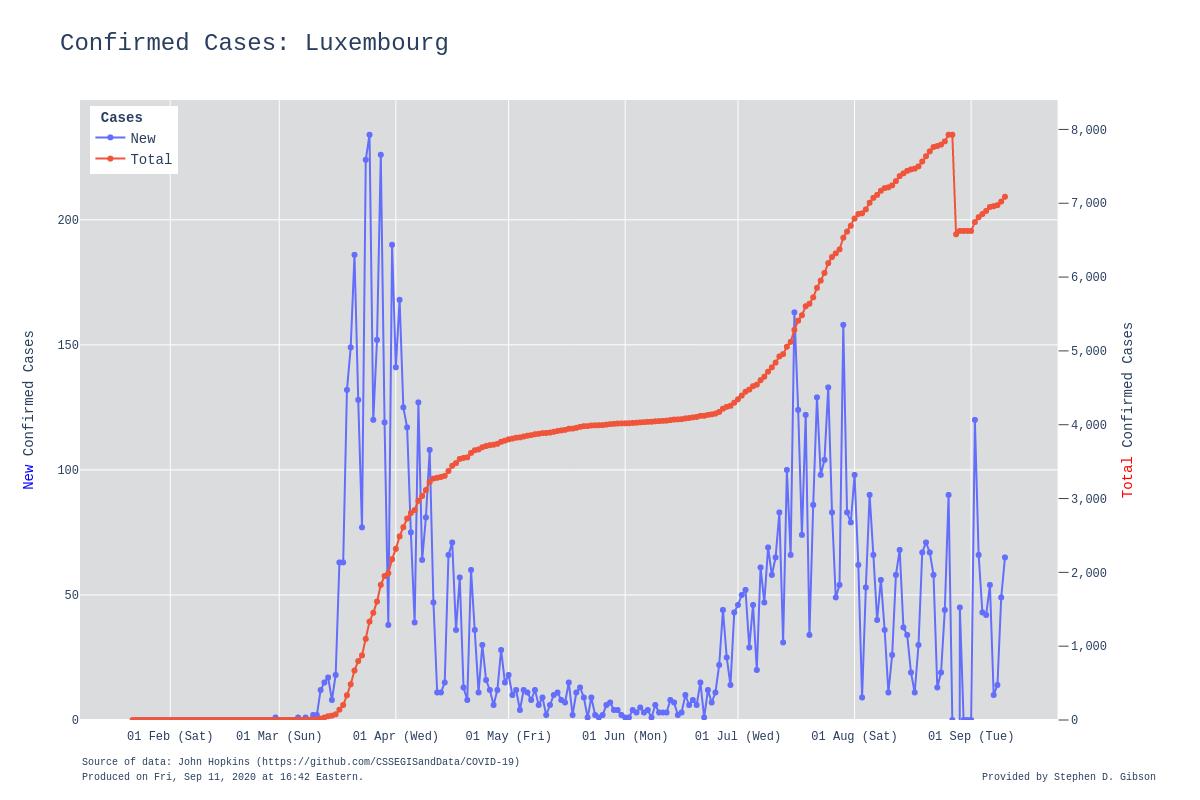 Confirmed Cases: Luxembourg
Cases
New
Total
200
150
100
50
0
8,000
7,000
6,000
5,000
4,000
3,000
2,000
1,000
0
New Confirmed Cases
Total Confirmed Cases
01 Feb (Sat) 01 Mar (Sun) 01 Apr (Wed) 01 May (Fri) 01 Jun (Mon) 01 Jul (Wed) 01 Aug (Sat) 01 Sep (Tue)
Source of data: John Hopkins (https://github.com/CSSEGISandData/COVID-19)
Produced on Fri, Sep 11, 2020 at 16:42 Eastern.
Provided by Stephen D. Gibson